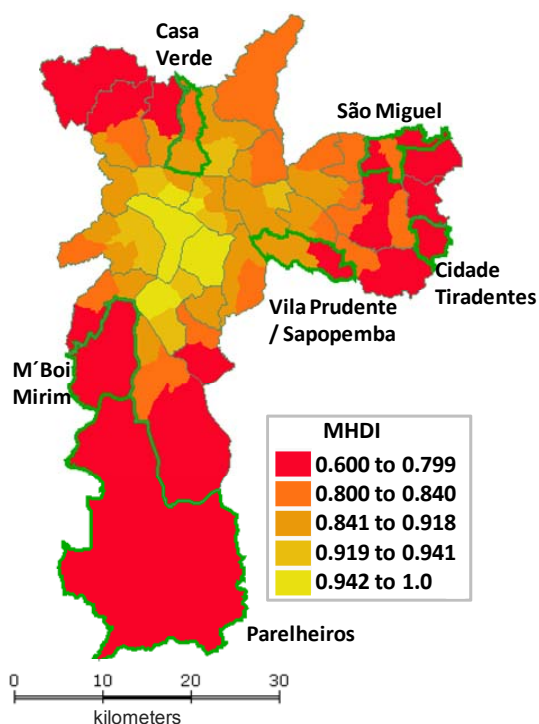 Casa
Verde
São Miguel
Cidade
Tiradentes
Vila Prudente
/ Sapopemba
M´Boi
Mirim
MHDI
0.600 to 0.799
0.800 to 0.840
0.841 to 0.918
0.919 to 0.941
0.942 to 1.0
Parelheiros
0 10 20 30
kilometers